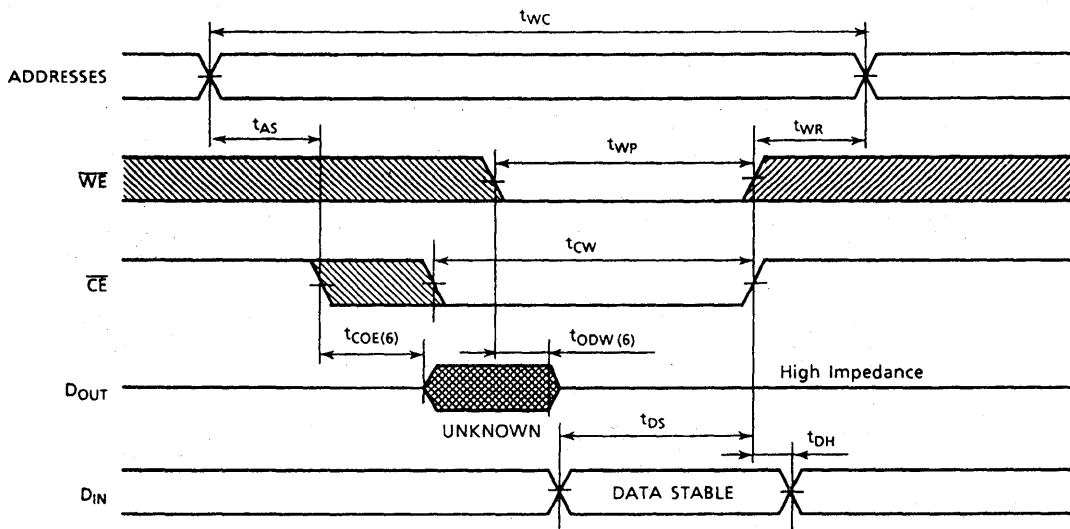 tWC
ADDRESSES
tAS
tWR
tWP
WE
tCW
CE
tCOE(6)
tODW(6)
High Impedance
DOUT
UNKNOWN
tDS
tDH
DIN
DATA STABLE